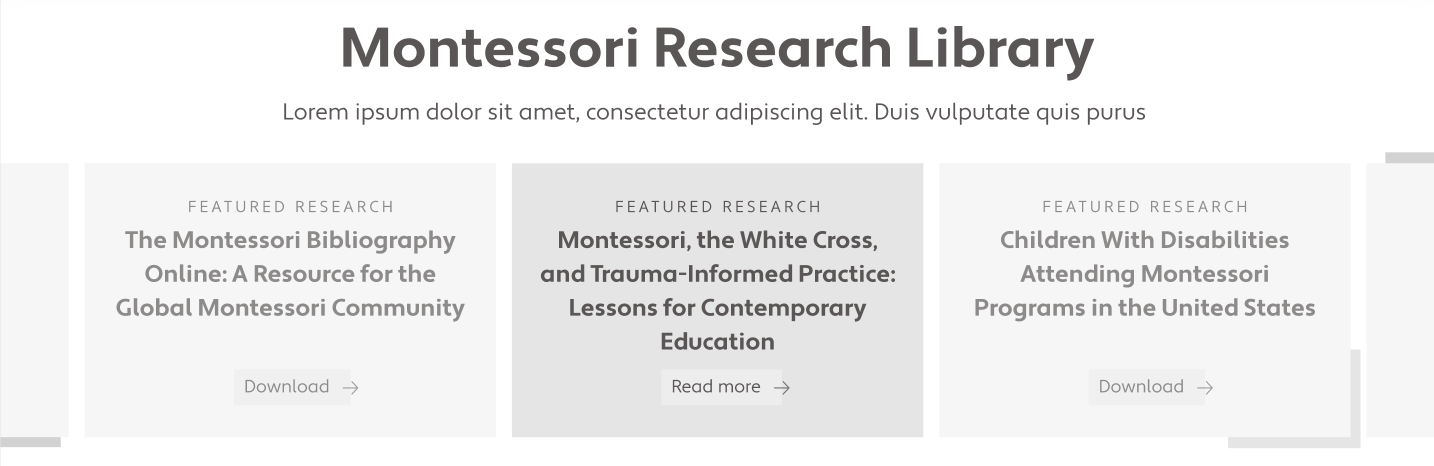 Montessori Research Library
Lorem ipsum dolor sit amet, consectetur adipiscing elit. Duis vulputate quis purus
FEATURED RESEARCH
The Montessori Bibliography
Online: A Resource for the
Global Montessori Community
Download
FEATURED RESEARCH
Montessori, the White Cross,
and Trauma-Informed Practice:
Lessons for Contemporary
Education
Read more
FEATURED RESEARCH
Children With Disabilities
Attending Montessori
Programs in the United States
Download